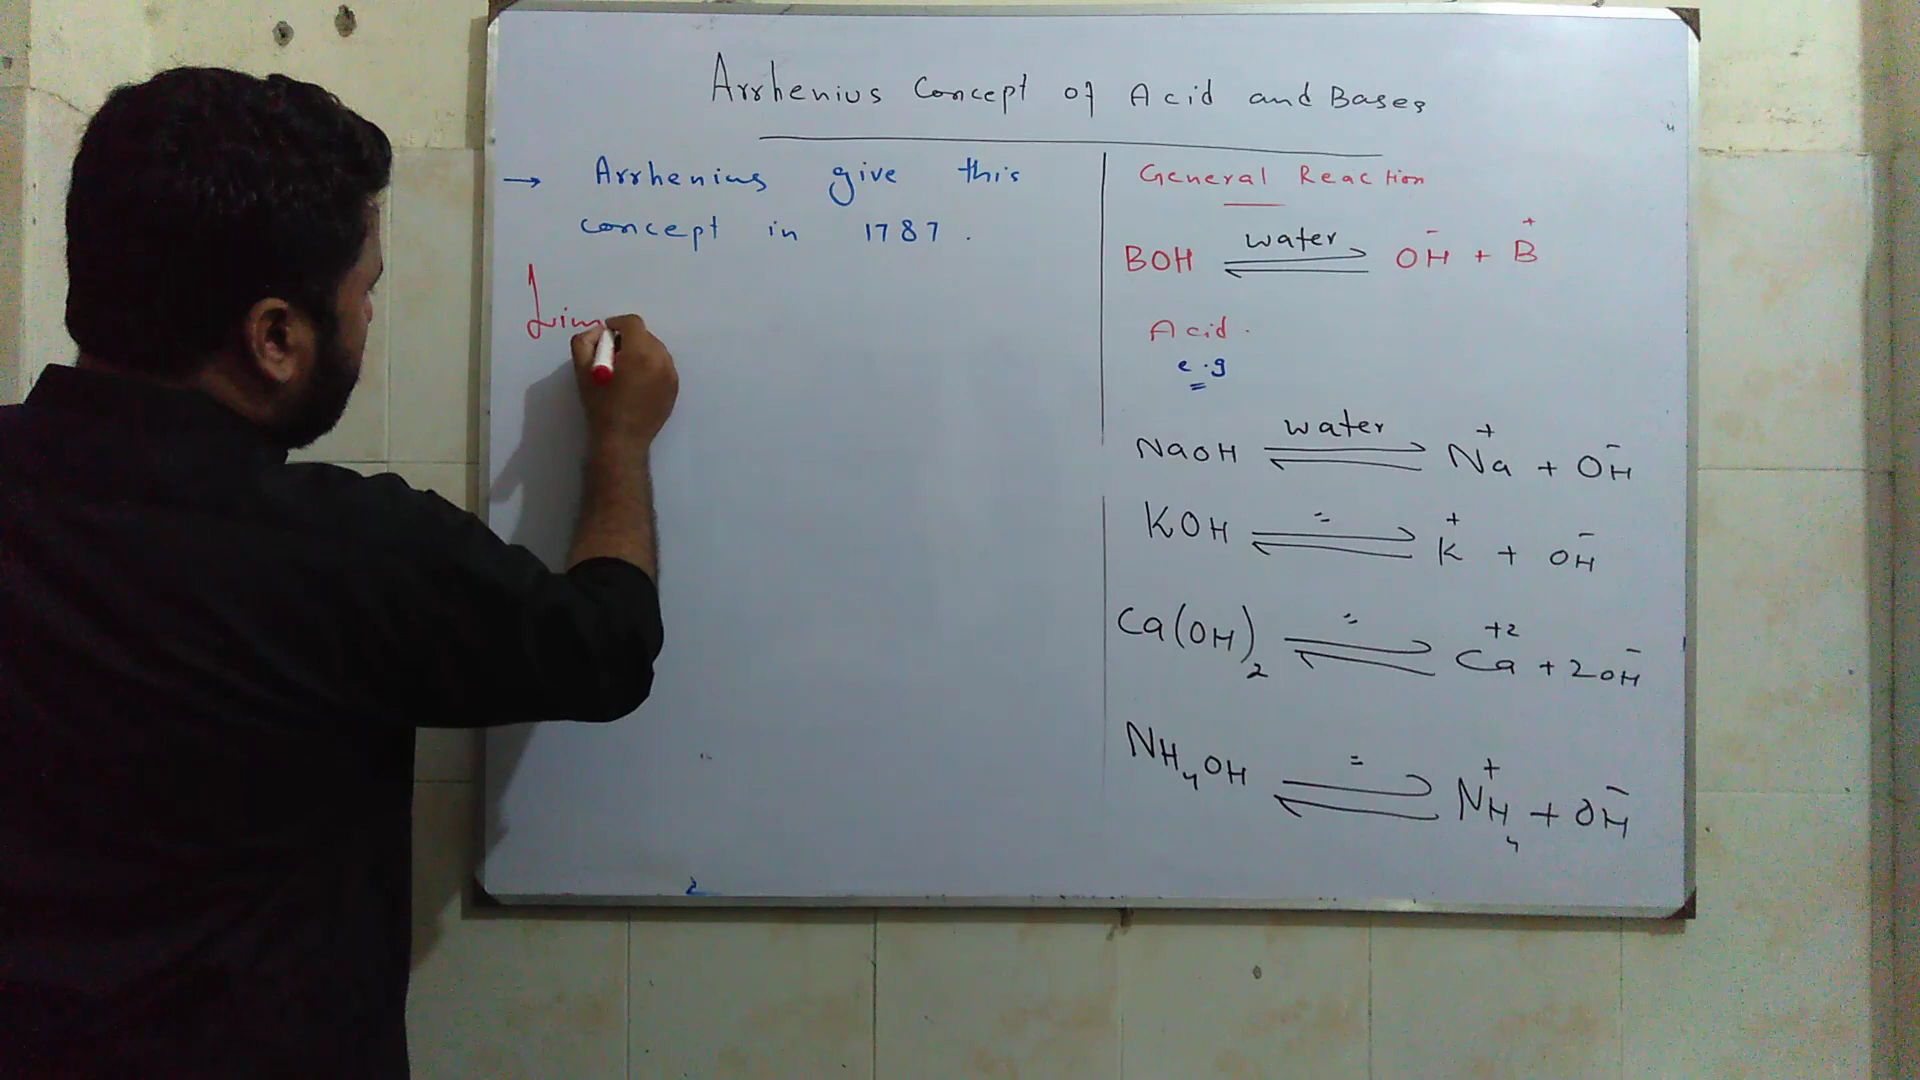 Arrhenius Concept of Acid and Bases
→ Arrhenius give this
concept in 1787.
Lim
General Reaction
BOH ⇌ water OH⁻ + B⁺
Acid.
e.g
NaOH ⇌ water Na⁺ + OH⁻
KOH ⇌ = K⁺ + OH⁻
Ca(OH)₂ ⇌ = Ca⁺² + 2OH⁻
NH₄OH ⇌ = NH₄⁺ + OH⁻